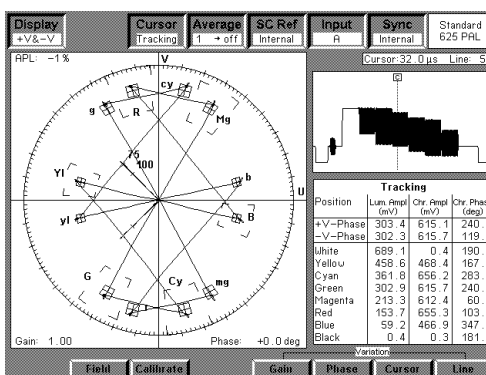 Display Cursor Average SC Ref Input Sync Standard
+V&-V Tracking 1 → off Internal A Internal 625 PAL
APL: -1% V
Cursor:32.0 µs Line: 5
C
g R cy Mg
75
100
Yl b
U
yl B
G Cy mg
Gain: 1.00 Phase: +0.0 deg
Tracking
Position Lum. Ampl (mV) Chr. Ampl (mV) Chr. Phas (deg)
+V-Phase 303.4 615.1 240.
-V-Phase 302.3 615.7 119.
White 689.1 0.4 190.
Yellow 458.6 468.4 167.
Cyan 361.8 656.2 283.
Green 302.9 615.7 240.
Magenta 213.3 612.4 60.
Red 153.7 655.3 103.
Blue 59.2 466.9 347.
Black 0.4 0.3 181.
Variation
Field Calibrate Gain Phase Cursor Line